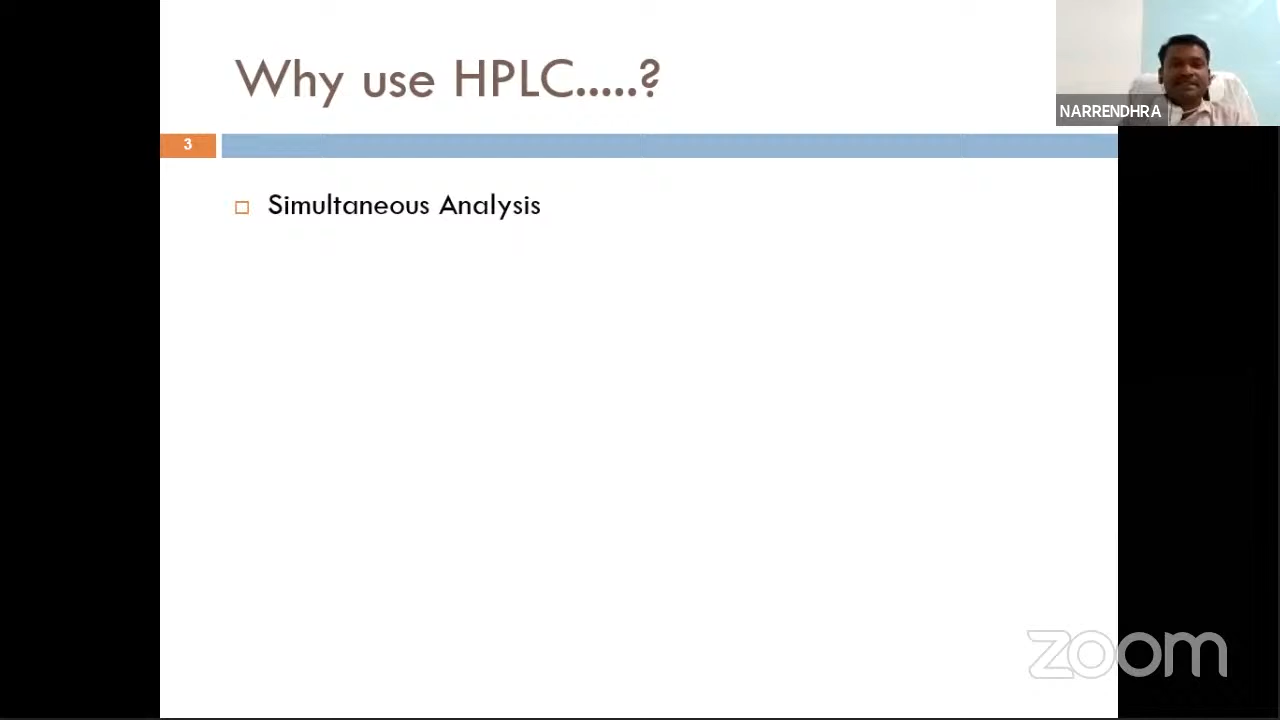 Why use HPLC.....?
NARRENDHRA
3
Simultaneous Analysis
zoom